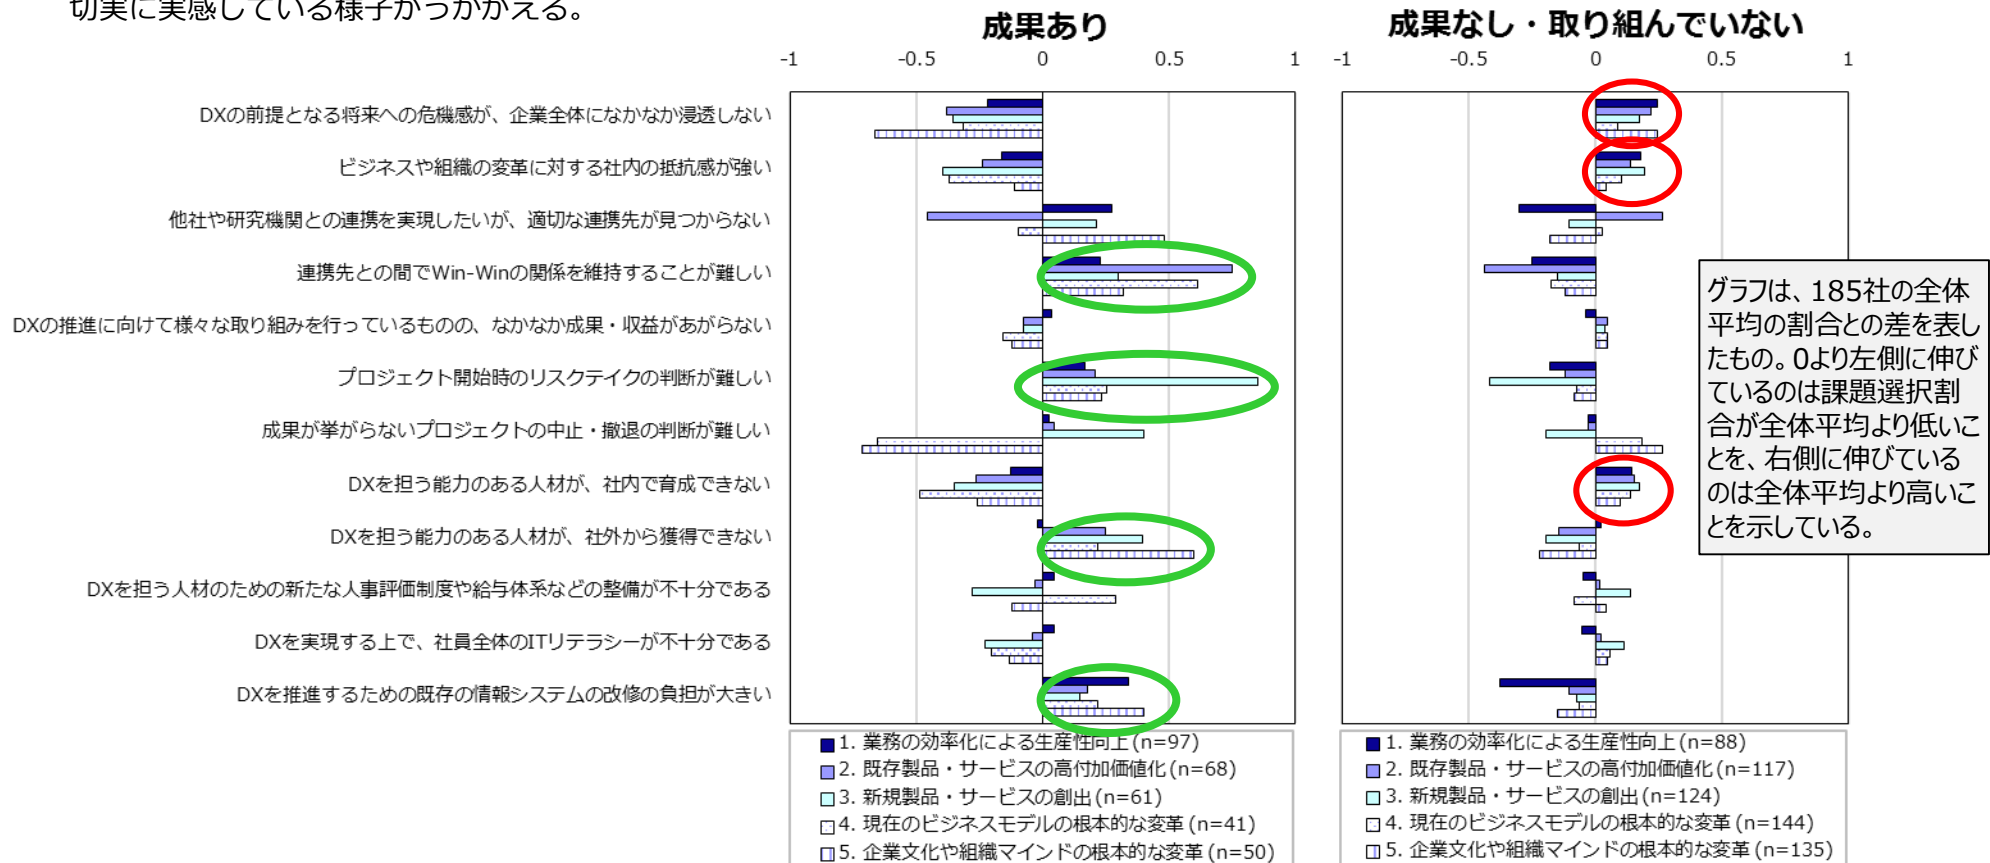 切実に実感している様子がうかがえる。
成果あり
成果なし・取り組んでいない
-1 -0.5 0 0.5 1
-1 -0.5 0 0.5 1
DXの前提となる将来への危機感が、企業全体になかなか浸透しない
ビジネスや組織の変革に対する社内の抵抗感が強い
他社や研究機関との連携を実現したいが、適切な連携先が見つからない
連携先との間でWin-Winの関係を維持することが難しい
DXの推進に向けて様々な取り組みを行っているものの、なかなか成果・収益があがらない
プロジェクト開始時のリスクテイクの判断が難しい
成果が挙がらないプロジェクトの中止・撤退の判断が難しい
DXを担う能力のある人材が、社内で育成できない
DXを担う能力のある人材が、社外から獲得できない
DXを担う人材のための新たな人事評価制度や給与体系などの整備が不十分である
DXを実現する上で、社員全体のITリテラシーが不十分である
DXを推進するための既存の情報システムの改修の負担が大きい
グラフは、185社の全体
平均の割合との差を表し
たもの。0より左側に伸び
ているのは課題選択割
合が全体平均より低いこ
とを、右側に伸びている
のは全体平均より高いこ
とを示している。
1. 業務の効率化による生産性向上(n=97)
2. 既存製品・サービスの高付加価値化(n=68)
3. 新規製品・サービスの創出(n=61)
4. 現在のビジネスモデルの根本的な変革(n=41)
5. 企業文化や組織マインドの根本的な変革(n=50)
1. 業務の効率化による生産性向上(n=88)
2. 既存製品・サービスの高付加価値化(n=117)
3. 新規製品・サービスの創出(n=124)
4. 現在のビジネスモデルの根本的な変革(n=144)
5. 企業文化や組織マインドの根本的な変革(n=135)